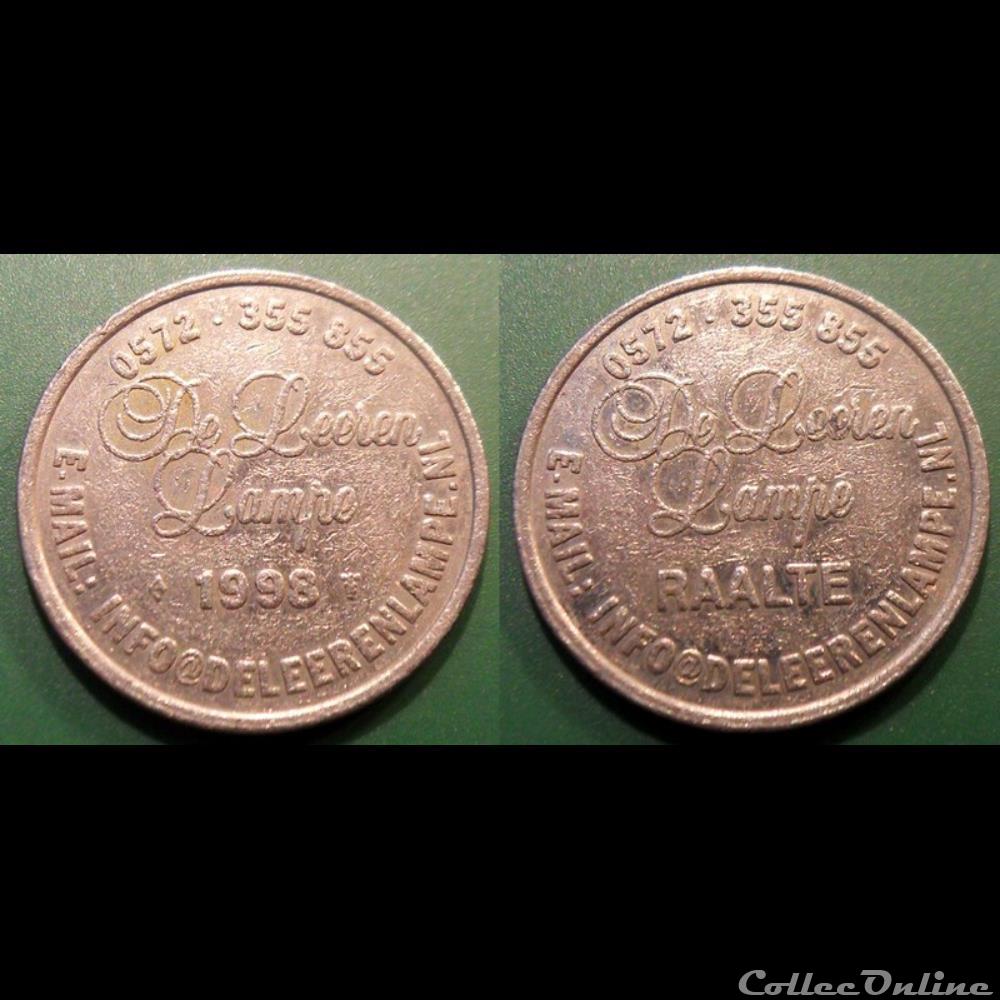 0572 · 355 855
De Leeren
Lampe
1998
E-MAIL: INFO@DELEERENLAMPE.NL
0572 · 355 855
De Leeren
Lampe
RAALTE
E-MAIL: INFO@DELEERENLAMPE.NL
ColleeOnline